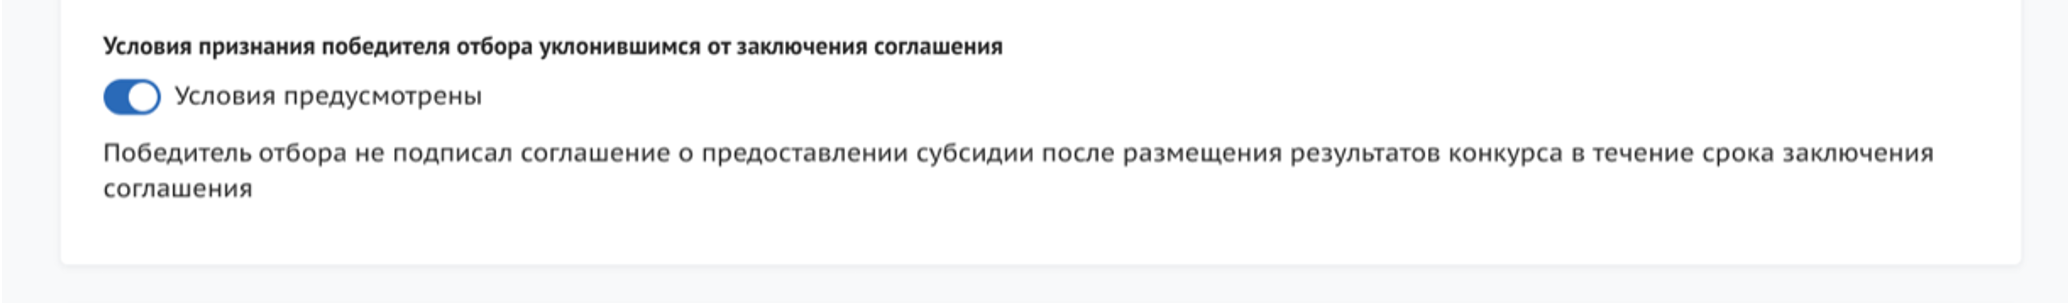 Условия признания победителя отбора уклонившимся от заключения соглашения
Условия предусмотрены
Победитель отбора не подписал соглашение о предоставлении субсидии после размещения результатов конкурса в течение срока заключения
соглашения